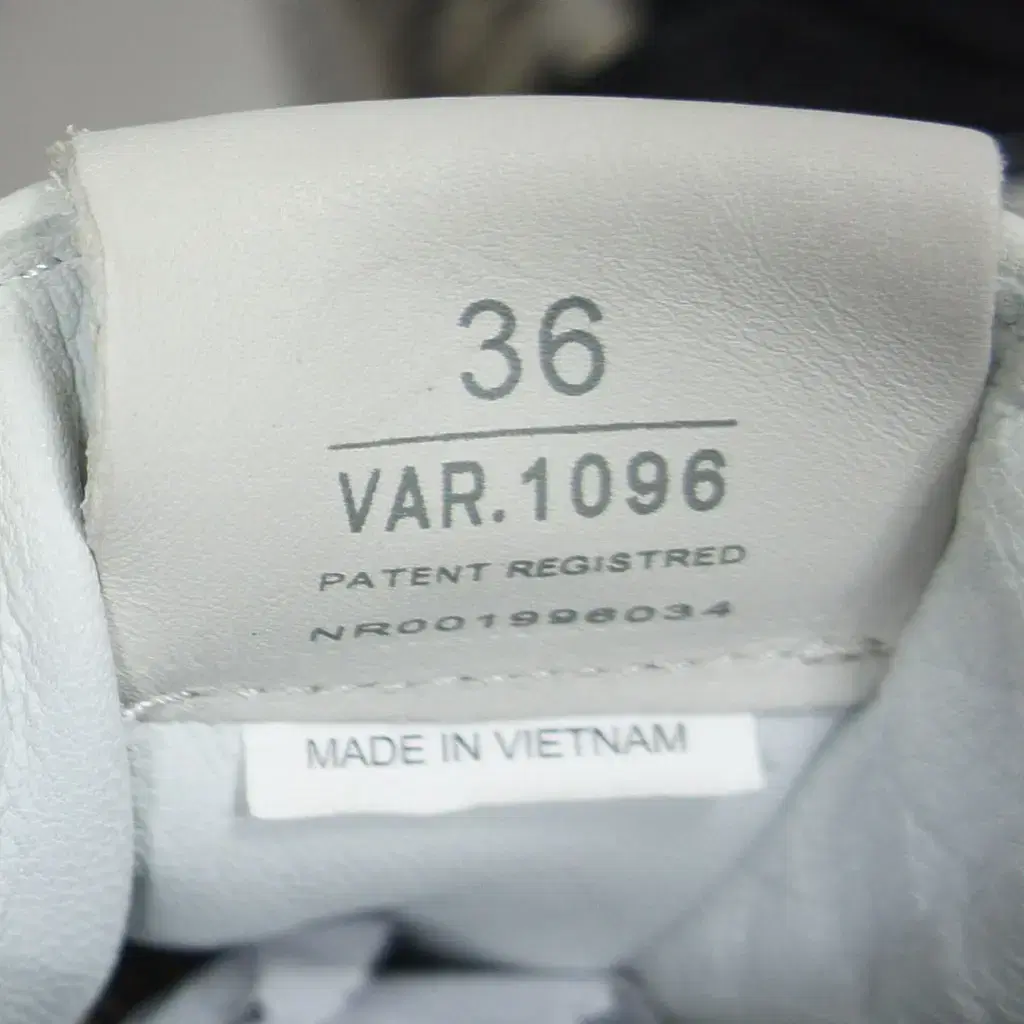 36
VAR.1096
PATENT REGISTRED
NR001996034
MADE IN VIETNAM